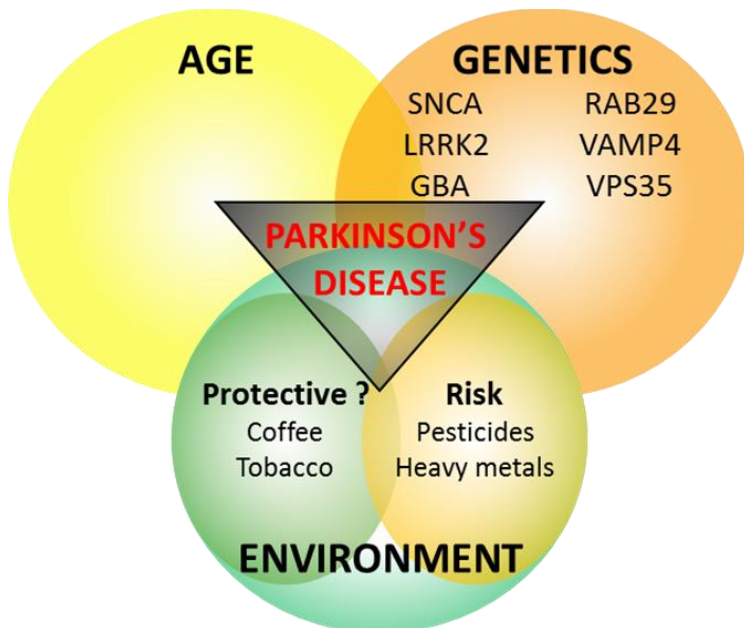 AGE
GENETICS
SNCA RAB29
LRRK2 VAMP4
GBA VPS35
PARKINSON'S
DISEASE
Protective ?
Coffee
Tobacco
Risk
Pesticides
Heavy metals
ENVIRONMENT